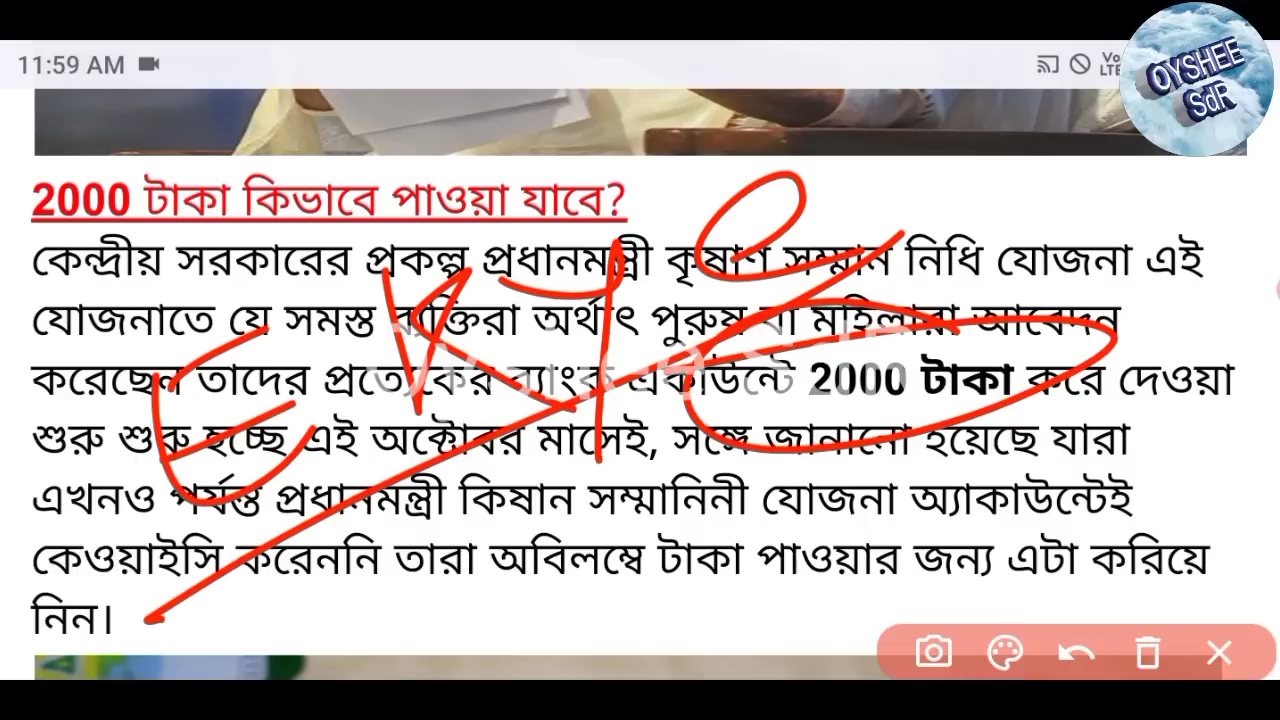 11:59 AM
Vo
LTE
OYSHEE
SdR
2000 টাকা কিভাবে পাওয়া যাবে?
কেন্দ্রীয় সরকারের প্রকল্প প্রধানমন্ত্রী কৃষাণ সম্মান নিধি যোজনা এই
যোজনাতে যে সমস্ত ব্যক্তিরা অর্থাৎ পুরুষ বা মহিলারা আবেদন
করেছেন তাদের প্রত্যেকের ব্যাংক একাউন্টে 2000 টাকা করে দেওয়া
শুরু শুরু হচ্ছে এই অক্টোবর মাসেই, সঙ্গে জানানো হয়েছে যারা
এখনও পর্যন্ত প্রধানমন্ত্রী কিষান সম্মানিনী যোজনা অ্যাকাউন্টেই
কেওয়াইসি করেননি তারা অবিলম্বে টাকা পাওয়ার জন্য এটা করিয়ে
নিন।
E K Y C